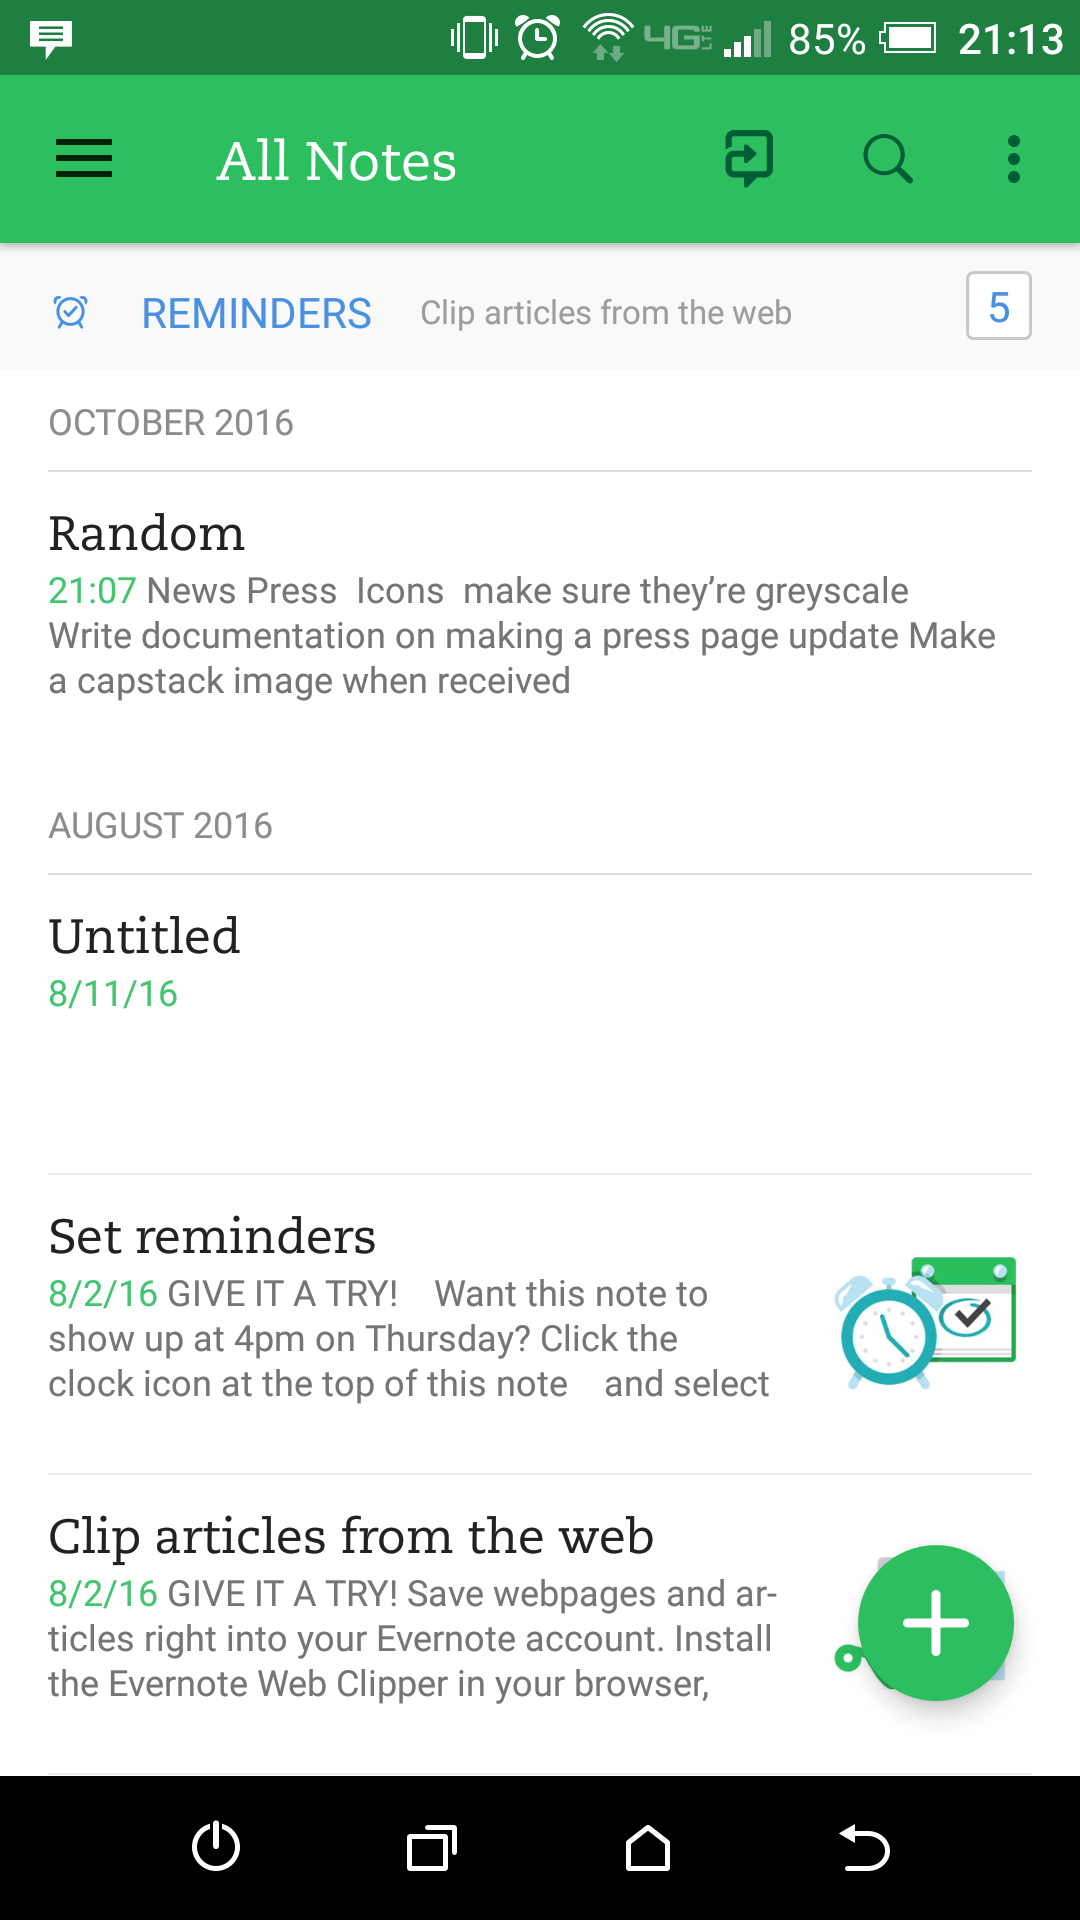 4G LTE 85% 21:13
All Notes
REMINDERS Clip articles from the web 5
OCTOBER 2016
Random
21:07 News Press Icons make sure they’re greyscale
Write documentation on making a press page update Make
a capstack image when received
AUGUST 2016
Untitled
8/11/16
Set reminders
8/2/16 GIVE IT A TRY! Want this note to
show up at 4pm on Thursday? Click the
clock icon at the top of this note and select
Clip articles from the web
8/2/16 GIVE IT A TRY! Save webpages and ar-
ticles right into your Evernote account. Install
the Evernote Web Clipper in your browser,